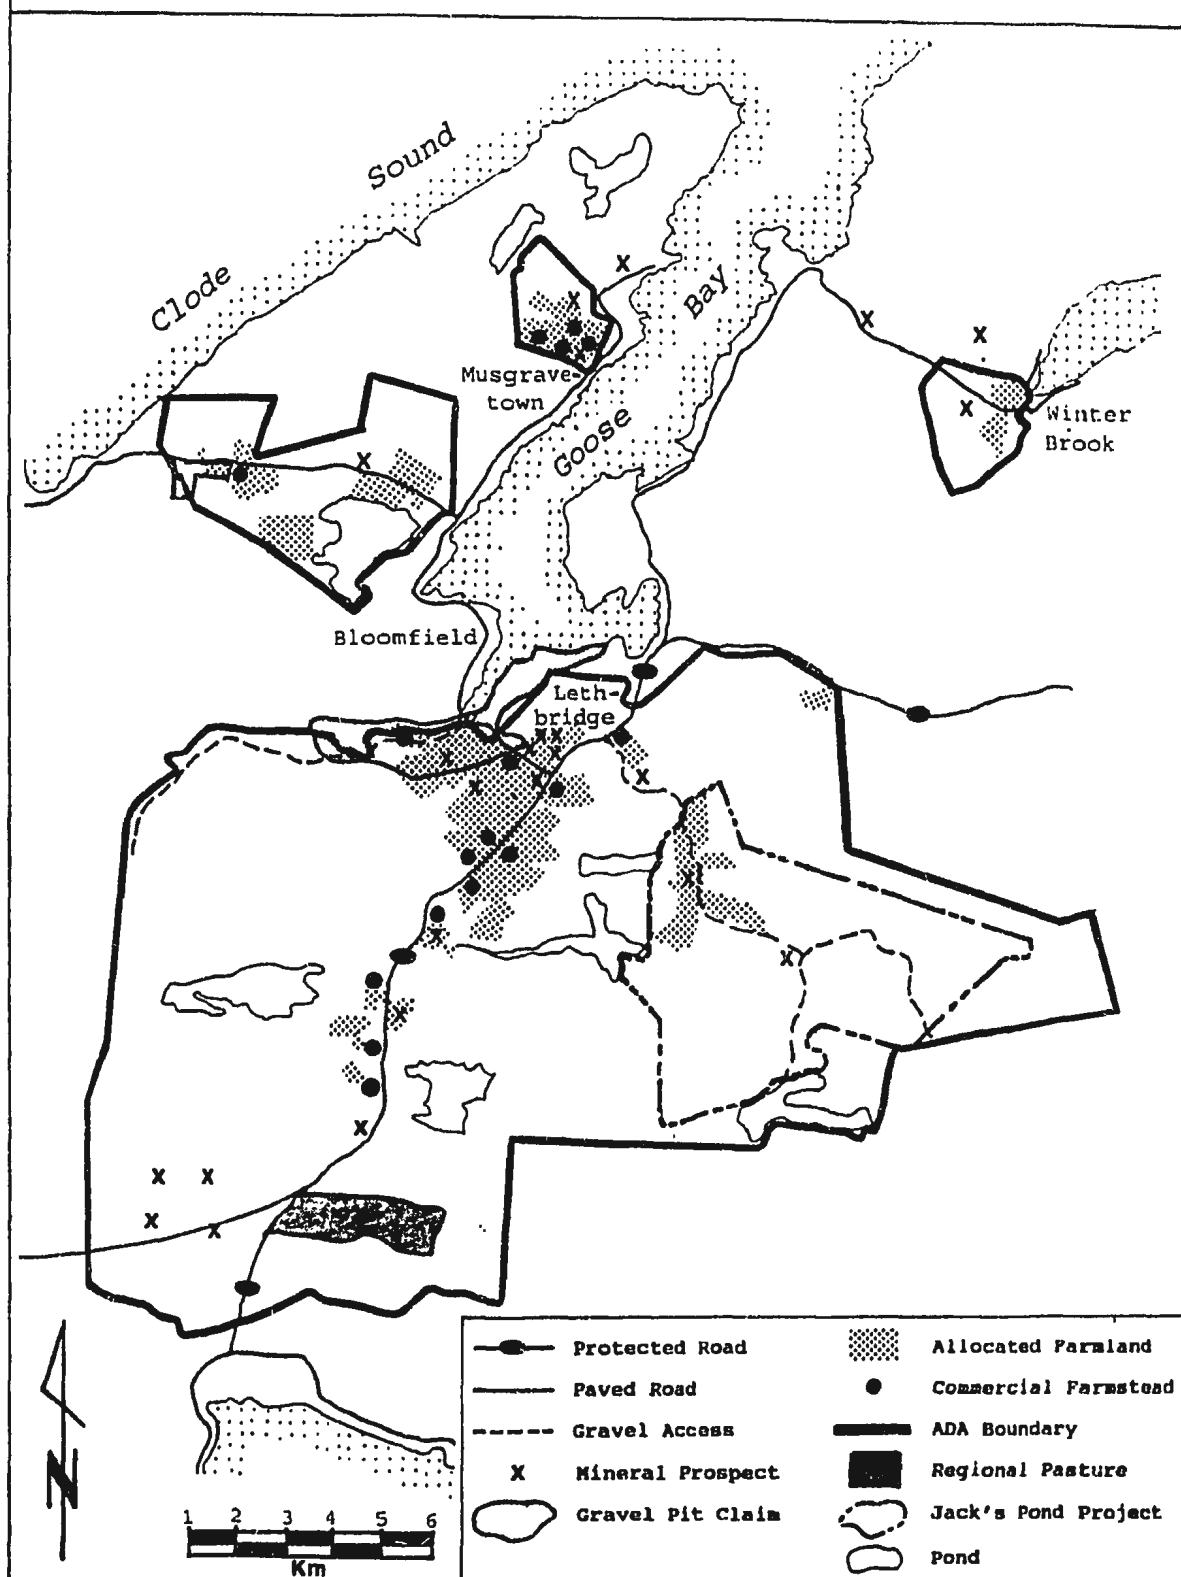 Clode Sound
Goose Bay
Musgrave-
town
Winter
Brook
Bloomfield
Leth-
bridge
N
1 2 3 4 5 6
Km
Protected Road
Paved Road
Gravel Access
X Mineral Prospect
Gravel Pit Claim
Allocated Farmland
Commercial Farmstead
ADA Boundary
Regional Pasture
Jack's Pond Project
Pond